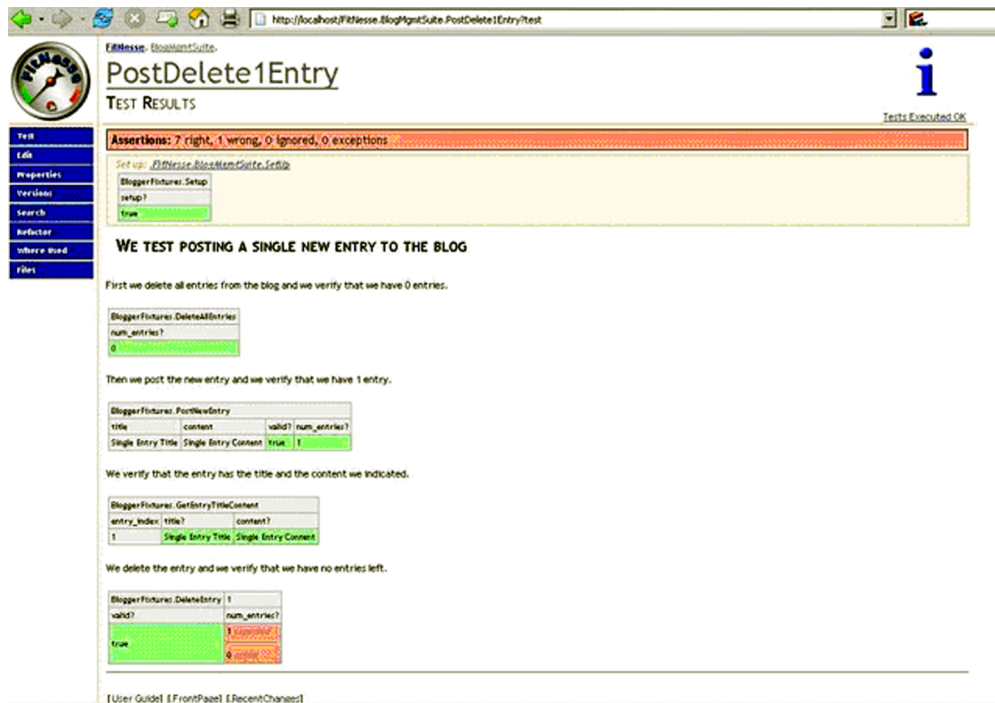 http://localhost/FitNesse.BlogMgmtSuite.PostDelete1Entry?test
FitNesse
FitNesse. BlogMgmtSuite.
PostDelete1Entry
TEST RESULTS
Tests Executed OK
Test
Edit
Properties
Versions
Search
Refactor
Where Used
Files
Assertions: 7 right, 1 wrong, 0 ignored, 0 exceptions
Set up: .FitNesse.BlogMgmtSuite.SetUp
BloggerFixtures.Setup
setup?
true
WE TEST POSTING A SINGLE NEW ENTRY TO THE BLOG
First we delete all entries from the blog and we verify that we have 0 entries.
BloggerFixtures.DeleteAllEntries
num_entries?
0
Then we post the new entry and we verify that we have 1 entry.
BloggerFixtures.PostNewEntry
title content valid? num_entries?
Single Entry Title Single Entry Content true 1
We verify that the entry has the title and the content we indicated.
BloggerFixtures.GetEntryTitleContent
entry_index title? content?
1 Single Entry Title Single Entry Content
We delete the entry and we verify that we have no entries left.
BloggerFixtures.DeleteEntry 1
valid? num_entries?
1 expected
true
0 actual
[User Guide] [.FrontPage] [.RecentChanges]